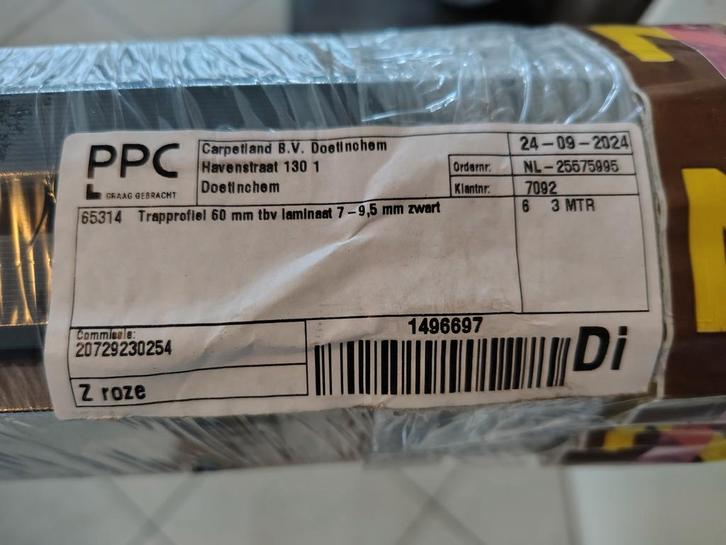 PPC
GRAAG GEBRACHT
Carpetland B.V. Doetinchem
Havenstraat 130 1
Doetinchem
24-09-2024
Ordernr: NL-25575995
Klantnr: 7092
65314 Trapprofiel 60 mm tbv laminaat 7-9,5 mm zwart 6 3 MTR
Commissie:
20729230254
Z roze
1496697
Di